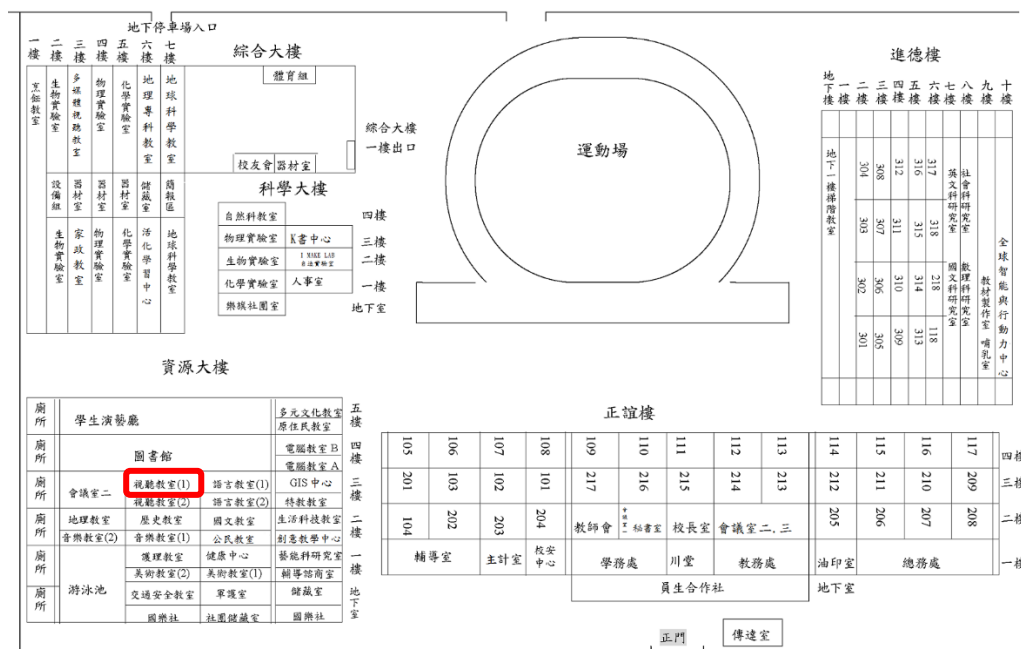 地下停車場入口
一樓 二樓 三樓 四樓 五樓 六樓 七樓
綜合大樓
體育組
烹飪教室
生物實驗室
多媒體視聽教室
物理實驗室
化學實驗室
地理專科教室
地球科學教室
綜合大樓
一樓出口
校友會 器材室
設備組
器材室
器材室
器材室
儲藏室
簡報區
生物實驗室
家政教室
物理實驗室
化學實驗室
活化學習中心
地球科學教室
科學大樓
自然科教室 四樓
物理實驗室 K書中心 三樓
生物實驗室 I MAKE LAB 二樓
化學實驗室 人事室 一樓
樂旗社團室 地下室
運動場
進德樓
地下樓 一樓 二樓 三樓 四樓 五樓 六樓 七樓 八樓 九樓 十樓
地下一樓梯階教室
304 308 312 316 317
303 307 311 315 318
302 306 310 314 218
301 305 309 313 118
英文科研究室
社會科研究室
國文科研究室
數理科研究室
教材製作室 哺乳室
全球智能與行動力中心
資源大樓
廁所 學生演藝廳 多元文化教室 五樓
原住民教室
廁所 圖書館 電腦教室B 四樓
電腦教室A
廁所 會議室二 視聽教室(1) 語言教室(1) GIS中心 三樓
視聽教室(2) 語言教室(2) 特教教室
廁所 地理教室 歷史教室 國文教室 生活科技教室 二樓
音樂教室(2) 音樂教室(1) 公民教室 創意教學中心
廁所 護理教室 健康中心 藝能科研究室 一樓
美術教室(2) 美術教室(1) 輔導諮商室
廁所 游泳池 交通安全教室 軍護室 儲藏室 地下室
國樂社 社團儲藏室 國樂社
正誼樓
105 106 107 108 109 110 111 112 113 114 115 116 117 四樓
201 103 102 101 217 216 215 214 213 212 211 210 209 三樓
104 202 203 204 教師會 秘書室 校長室 會議室二.三 205 206 207 208 二樓
輔導室 主計室 校安中心 學務處 川堂 教務處 油印室 總務處 一樓
員生合作社 地下室
正門 傳達室